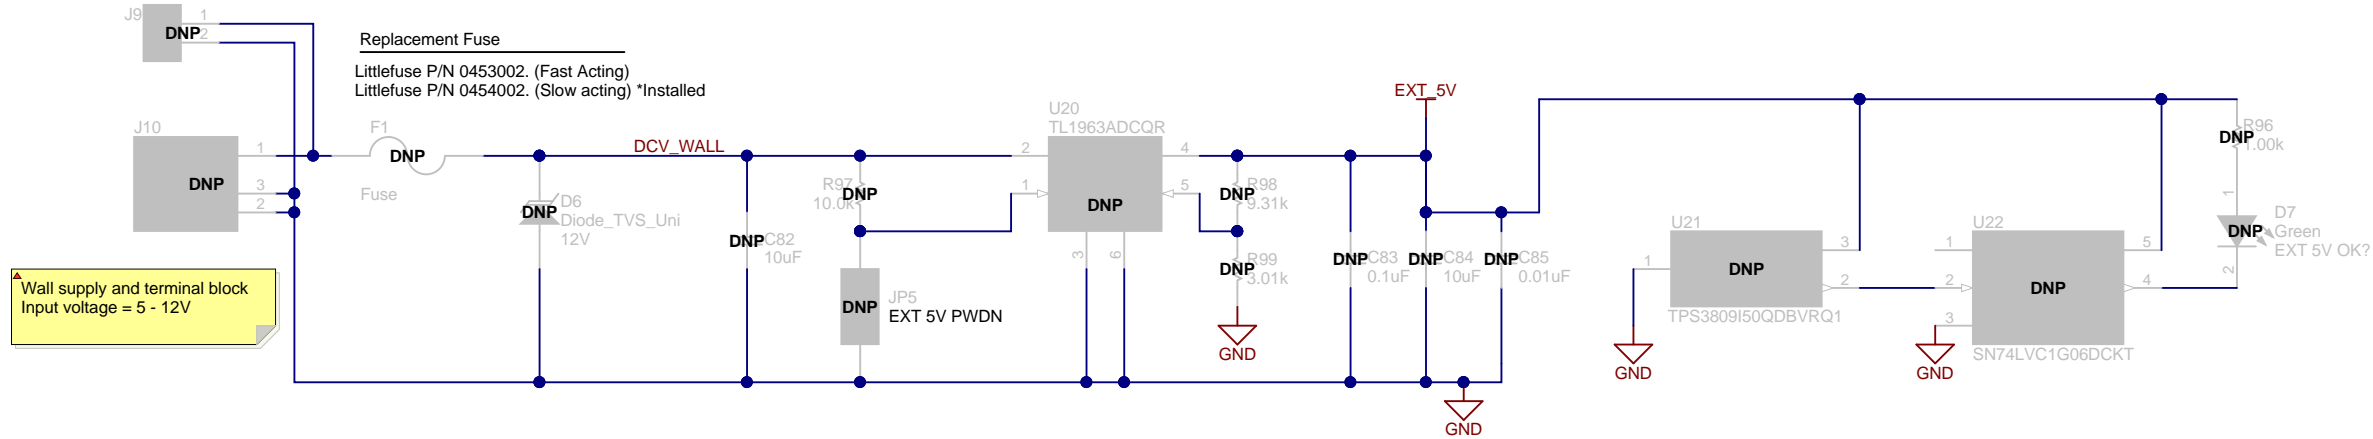 J9
1
DNP
2
Replacement Fuse
Littlefuse P/N 0453002. (Fast Acting)
Littlefuse P/N 0454002. (Slow acting) *Installed
J10
1
DNP
3
2
F1
DNP
Fuse
DCV_WALL
DNP
D6
Diode_TVS_Uni
12V
DNP
C82
10uF
R97
DNP
10.0k
DNP
JP5
EXT 5V PWDN
U20
TL1963ADCQR
2
4
1
5
DNP
3
6
DNP
R98
9.31k
DNP
R99
3.01k
GND
EXT_5V
DNP
C83
0.1uF
DNP
C84
10uF
DNP
C85
0.01uF
GND
U21
1
DNP
3
2
TPS3809I50QDBVRQ1
GND
U22
1
5
2
DNP
4
3
SN74LVC1G06DCKT
GND
R96
DNP
1.00k
1
D7
DNP
Green
EXT 5V OK?
2
Wall supply and terminal block
Input voltage = 5 - 12V